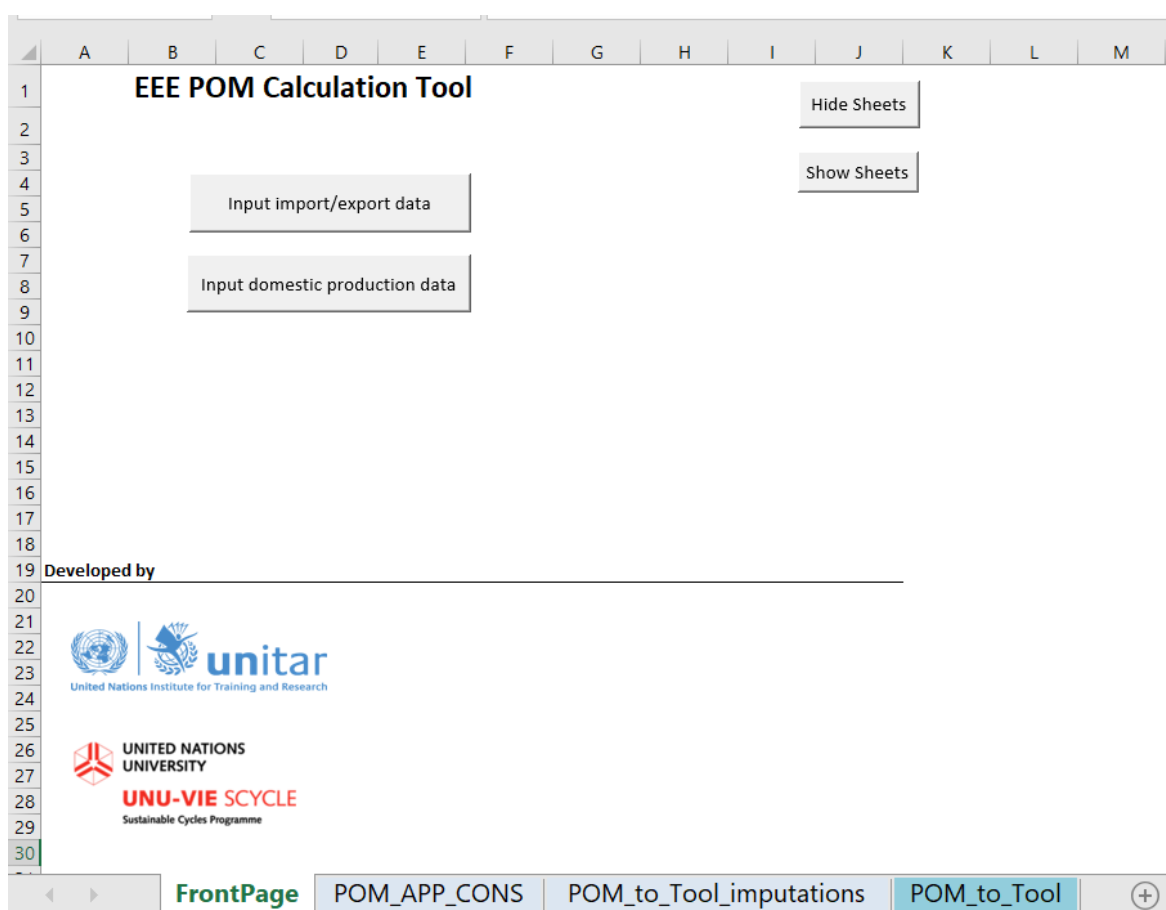 A B C D E F G H I J K L M
1 EEE POM Calculation Tool
Hide Sheets
2
3
Show Sheets
4
Input import/export data
5
6
7
8 Input domestic production data
9
10
11
12
13
14
15
16
17
18
19 Developed by
20
21
22
unitar
23
United Nations Institute for Training and Research
24
25
26 UNITED NATIONS
UNIVERSITY
27
28 UNU-VIE SCYCLE
29 Sustainable Cycles Programme
30
FrontPage POM_APP_CONS POM_to_Tool_imputations POM_to_Tool